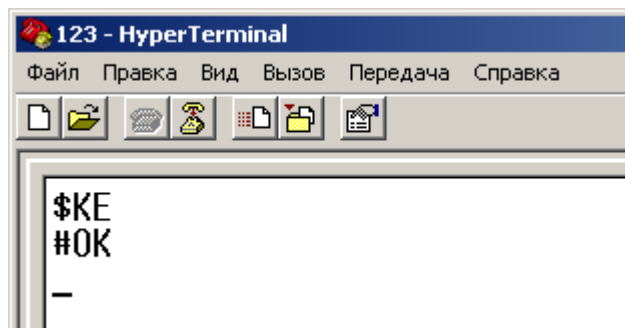 123 - HyperTerminal
Файл Правка Вид Вызов Передача Справка
$KE
#OK
_